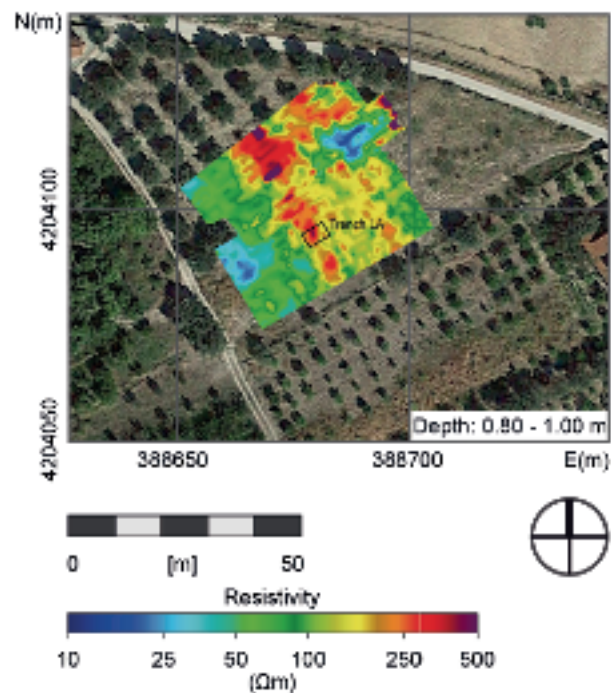 N(m)
4204100
Trench LA
4204050
Depth: 0.80 - 1.00 m
388650 388700 E(m)
0 [m] 50
Resistivity
10 25 50 100 250 500
(Ωm)